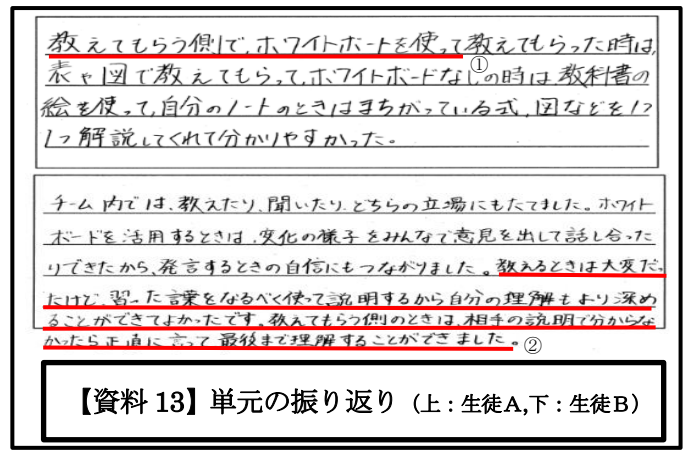 教えてもらう側で、ホワイトボートを使って教えてもらった時は、
①
表や図で教えてもらって、ホワイトボードなしの時は教科書の
絵を使って、自分のノートのときはまちがっている式、図などを1つ
1つ解説してくれて分かりやすかった。
チーム内では、教えたり、聞いたり、どちらの立場にもたてました。ホワイト
ボードを活用するときは、変化の様子をみんなで意見を出して話し合った
りできたから、発言するときの自信にもつながりました。教えるときは大変だっ
たけど、習った言葉をなるべく使って説明するから自分の理解もより深め
ることができてよかったです。教えてもらう側のときは、相手の説明で分からな
かったら正直に言って最後まで理解することができました。②
【資料 13】単元の振り返り（上：生徒A,下：生徒B）